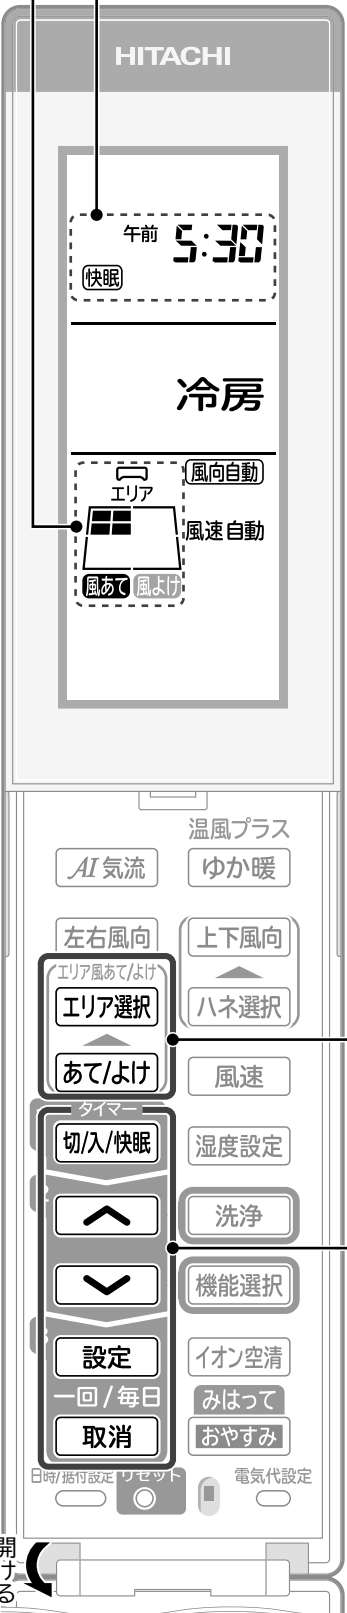 HITACHI
午前 5:30
快眠
冷房
風向自動
エリア
風速自動
風あて 風よけ
温風プラス
AI気流 ゆか暖
左右風向 上下風向
エリア風あて/よけ
エリア選択 ハネ選択
あて/よけ 風速
タイマー
切/入/快眠 湿度設定
洗浄
機能選択
設定 イオン空清
一回/毎日 みはって
取消 おやすみ
日時/据付設定 リセット 電気代設定
開
け
る